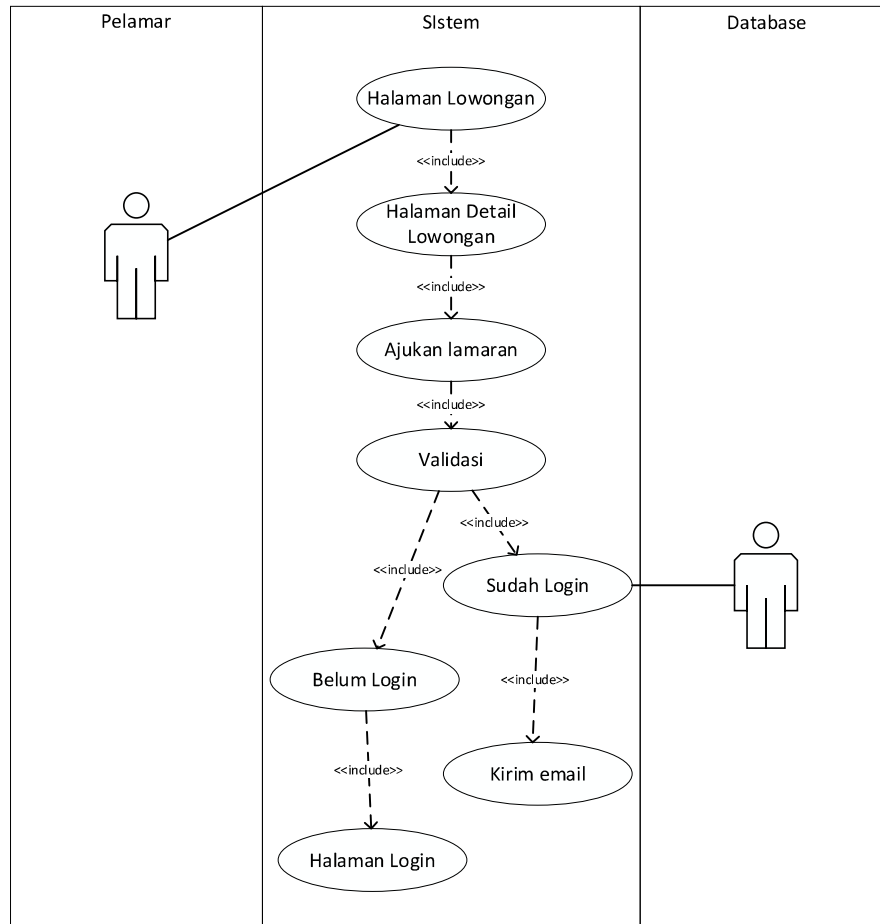 Pelamar
SIstem
Database
Halaman Lowongan
<<include>>
Halaman Detail
Lowongan
<<include>>
Ajukan lamaran
<<include>>
Validasi
<<include>>
<<include>>
Sudah Login
Belum Login
<<include>>
<<include>>
Kirim email
Halaman Login